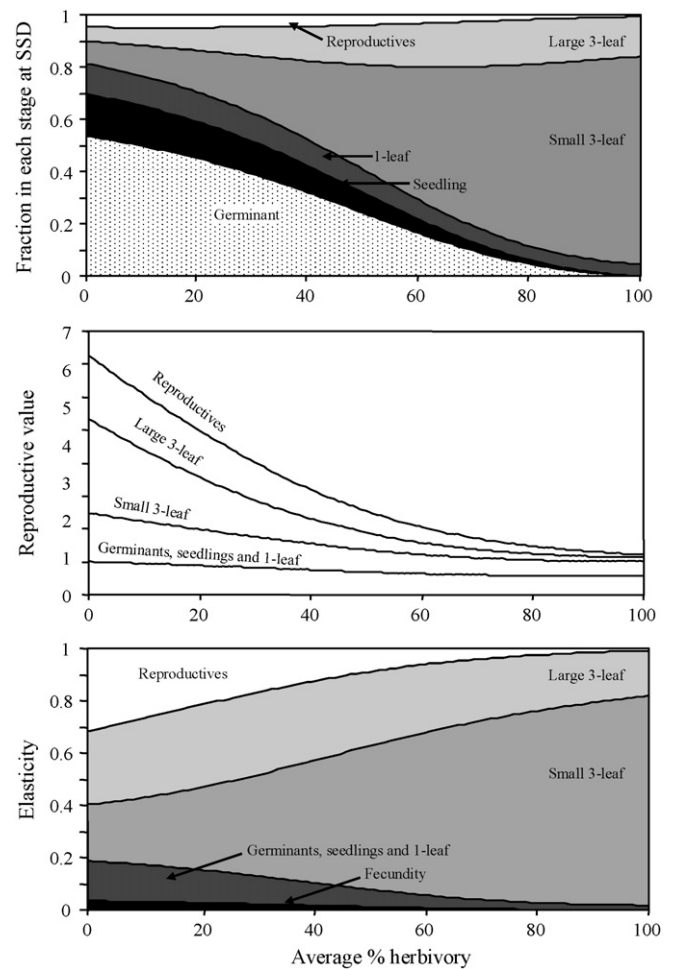 Fraction in each stage at SSD
1
0.8
0.6
0.4
0.2
0
Reproductives
Large 3-leaf
Small 3-leaf
1-leaf
Seedling
Germinant
0 20 40 60 80 100
Reproductive value
7
6
5
4
3
2
1
0
Reproductives
Large 3-leaf
Small 3-leaf
Germinants, seedlings and 1-leaf
0 20 40 60 80 100
Elasticity
1
0.8
0.6
0.4
0.2
0
Reproductives
Large 3-leaf
Small 3-leaf
Germinants, seedlings and 1-leaf
Fecundity
0 20 40 60 80 100
Average % herbivory